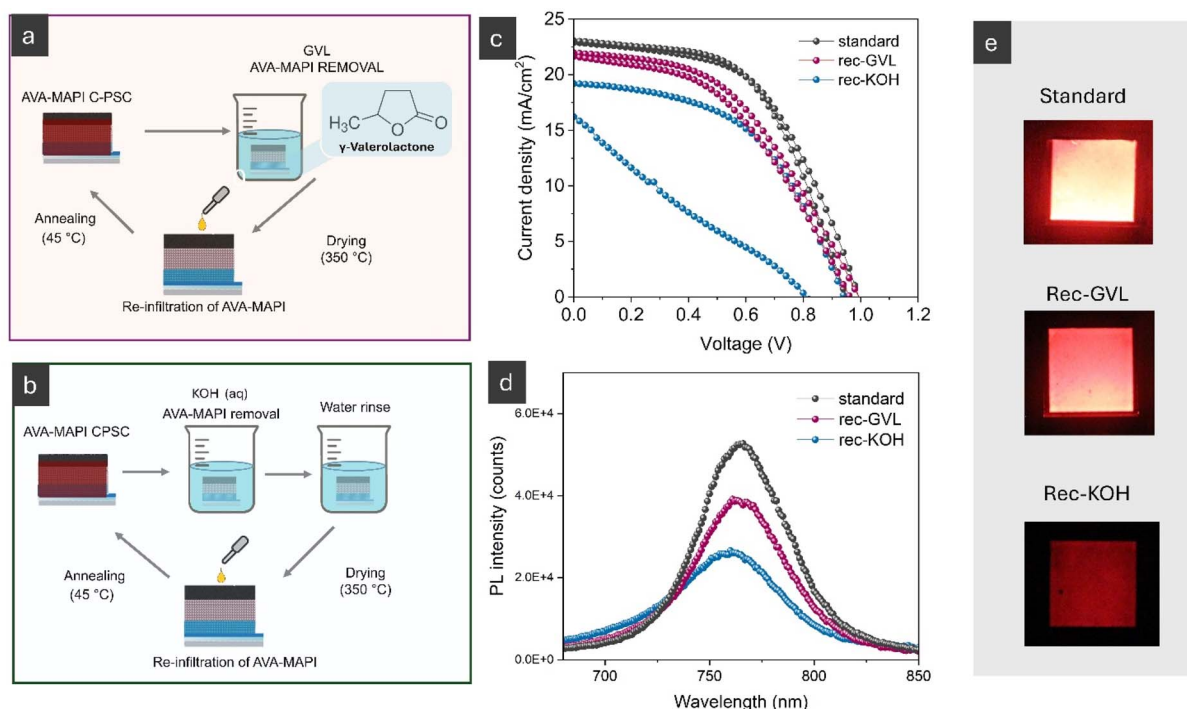 a
GVL
AVA-MAPI REMOVAL
AVA-MAPI C-PSC
H₃C
O
O
γ-Valerolactone
Annealing
(45 °C)
Drying
(350 °C)
Re-infiltration of AVA-MAPI
b
KOH (aq)
AVA-MAPI removal
Water rinse
AVA-MAPI CPSC
Annealing
(45 °C)
Drying
(350 °C)
Re-infiltration of AVA-MAPI
c
Current density (mA/cm²)
25
20
15
10
5
0
standard
rec-GVL
rec-KOH
0.0 0.2 0.4 0.6 0.8 1.0 1.2
Voltage (V)
d
PL intensity (counts)
6.0E+4
4.0E+4
2.0E+4
0.0E+0
standard
rec-GVL
rec-KOH
700 750 800 850
Wavelength (nm)
e
Standard
Rec-GVL
Rec-KOH